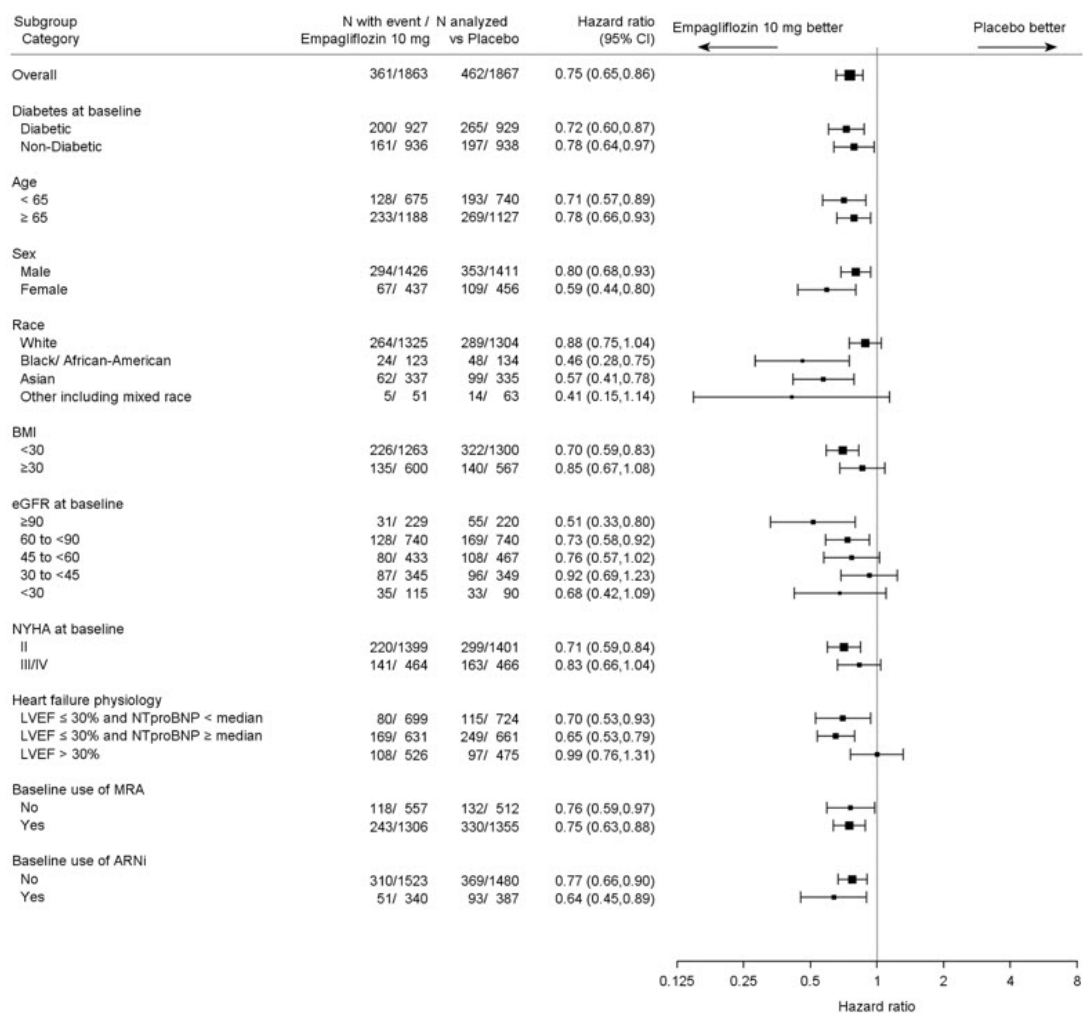 Subgroup Category N with event / N analyzed Empagliflozin 10 mg vs Placebo Hazard ratio (95% CI) Empagliflozin 10 mg better Placebo better
Overall 361/1863 462/1867 0.75 (0.65,0.86)
Diabetes at baseline
Diabetic 200/ 927 265/ 929 0.72 (0.60,0.87)
Non-Diabetic 161/ 936 197/ 938 0.78 (0.64,0.97)
Age
< 65 128/ 675 193/ 740 0.71 (0.57,0.89)
≥ 65 233/1188 269/1127 0.78 (0.66,0.93)
Sex
Male 294/1426 353/1411 0.80 (0.68,0.93)
Female 67/ 437 109/ 456 0.59 (0.44,0.80)
Race
White 264/1325 289/1304 0.88 (0.75,1.04)
Black/ African-American 24/ 123 48/ 134 0.46 (0.28,0.75)
Asian 62/ 337 99/ 335 0.57 (0.41,0.78)
Other including mixed race 5/ 51 14/ 63 0.41 (0.15,1.14)
BMI
<30 226/1263 322/1300 0.70 (0.59,0.83)
≥30 135/ 600 140/ 567 0.85 (0.67,1.08)
eGFR at baseline
≥90 31/ 229 55/ 220 0.51 (0.33,0.80)
60 to <90 128/ 740 169/ 740 0.73 (0.58,0.92)
45 to <60 80/ 433 108/ 467 0.76 (0.57,1.02)
30 to <45 87/ 345 96/ 349 0.92 (0.69,1.23)
<30 35/ 115 33/ 90 0.68 (0.42,1.09)
NYHA at baseline
II 220/1399 299/1401 0.71 (0.59,0.84)
III/IV 141/ 464 163/ 466 0.83 (0.66,1.04)
Heart failure physiology
LVEF ≤ 30% and NTproBNP < median 80/ 699 115/ 724 0.70 (0.53,0.93)
LVEF ≤ 30% and NTproBNP ≥ median 169/ 631 249/ 661 0.65 (0.53,0.79)
LVEF > 30% 108/ 526 97/ 475 0.99 (0.76,1.31)
Baseline use of MRA
No 118/ 557 132/ 512 0.76 (0.59,0.97)
Yes 243/1306 330/1355 0.75 (0.63,0.88)
Baseline use of ARNi
No 310/1523 369/1480 0.77 (0.66,0.90)
Yes 51/ 340 93/ 387 0.64 (0.45,0.89)
0.125 0.25 0.5 1 2 4 8
Hazard ratio